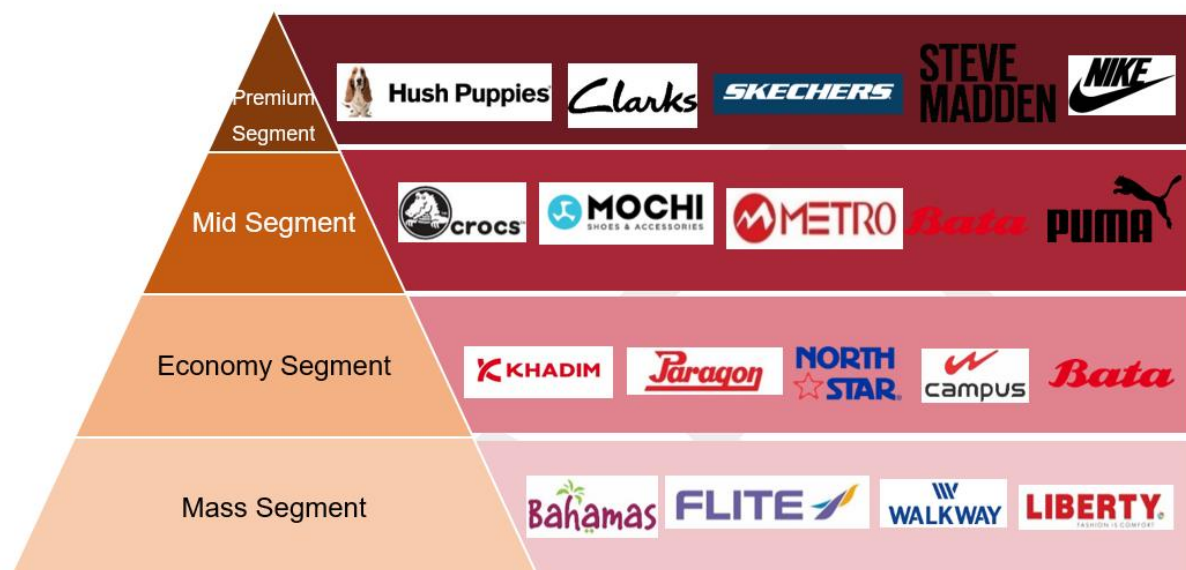 Premium
Segment
Hush Puppies
Clarks
SKECHERS
STEVE
MADDEN
NIKE
Mid Segment
crocs™
MOCHI
SHOES & ACCESSORIES
METRO
Bata
PUMA
Economy Segment
KHADIM
Paragon
NORTH
STAR®
campus
Bata
Mass Segment
Bahamas
FLITE
WALKWAY
LIBERTY®
FASHION IS COMFORT